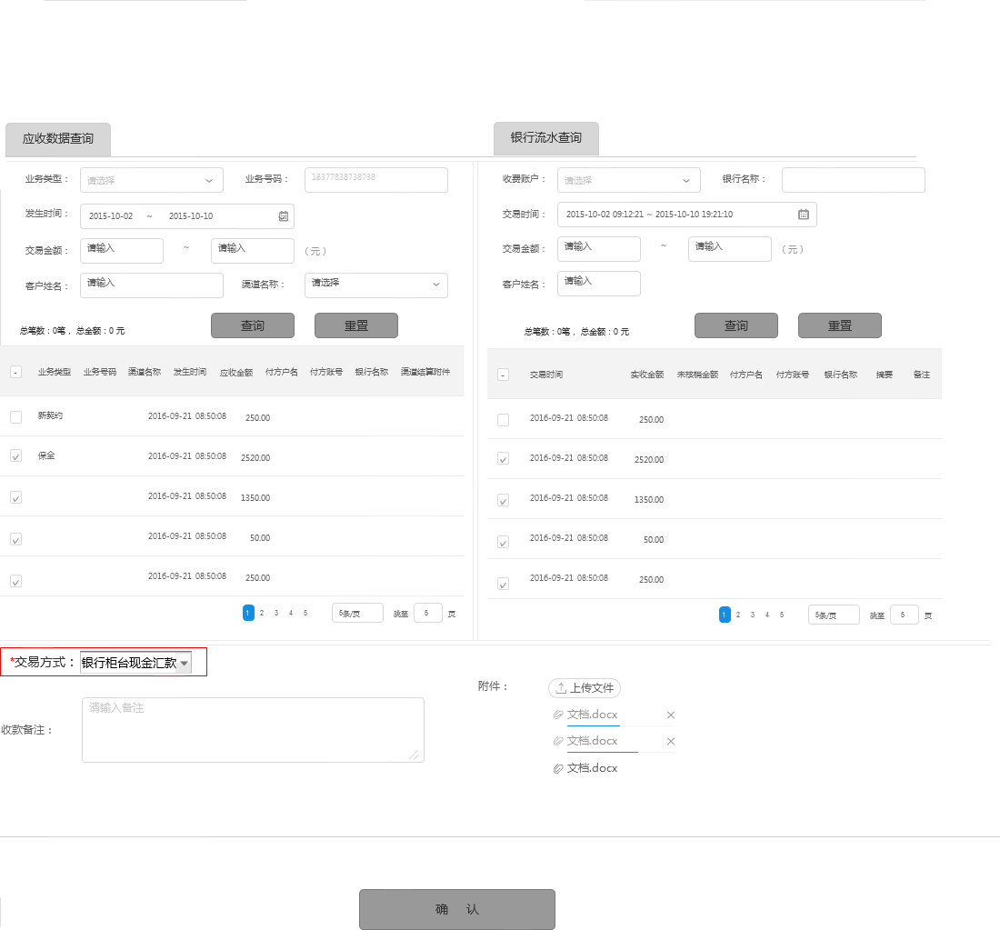 应收数据查询
业务类型： 请选择 业务号码： 18377838738738
发生时间： 2015-10-02 ~ 2015-10-10
交易金额： 请输入 ~ 请输入 （元）
客户姓名： 请输入 渠道名称： 请选择
总笔数：0笔，总金额：0 元 查询 重置
- 业务类型 业务号码 渠道名称 发生时间 应收金额 付方户名 付方账号 银行名称 渠道结算附件
新契约 2016-09-21 08:50:08 250.00
保全 2016-09-21 08:50:08 2520.00
2016-09-21 08:50:08 1350.00
2016-09-21 08:50:08 50.00
2016-09-21 08:50:08 250.00
1 2 3 4 5 5条/页 跳至 5 页
银行流水查询
收费账户： 请选择 银行名称：
交易时间： 2015-10-02 09:12:21 ~ 2015-10-10 19:21:10
交易金额： 请输入 ~ 请输入 （元）
客户姓名： 请输入
总笔数：0笔，总金额：0 元 查询 重置
- 交易时间 实收金额 未核销金额 付方户名 付方账号 银行名称 摘要 备注
2016-09-21 08:50:08 250.00
2016-09-21 08:50:08 2520.00
2016-09-21 08:50:08 1350.00
2016-09-21 08:50:08 50.00
2016-09-21 08:50:08 250.00
1 2 3 4 5 5条/页 跳至 5 页
*交易方式： 银行柜台现金汇款
收款备注： 请输入备注
附件： 上传文件
文档.docx
文档.docx
文档.docx
确 认